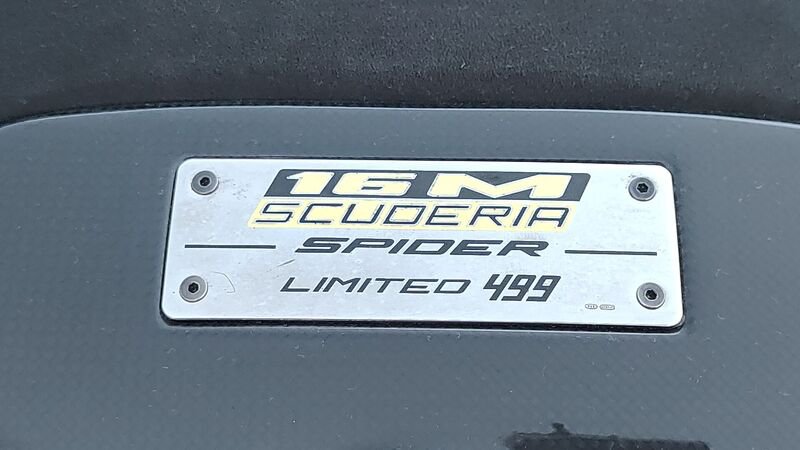 16M
SCUDERIA
SPIDER
LIMITED 499